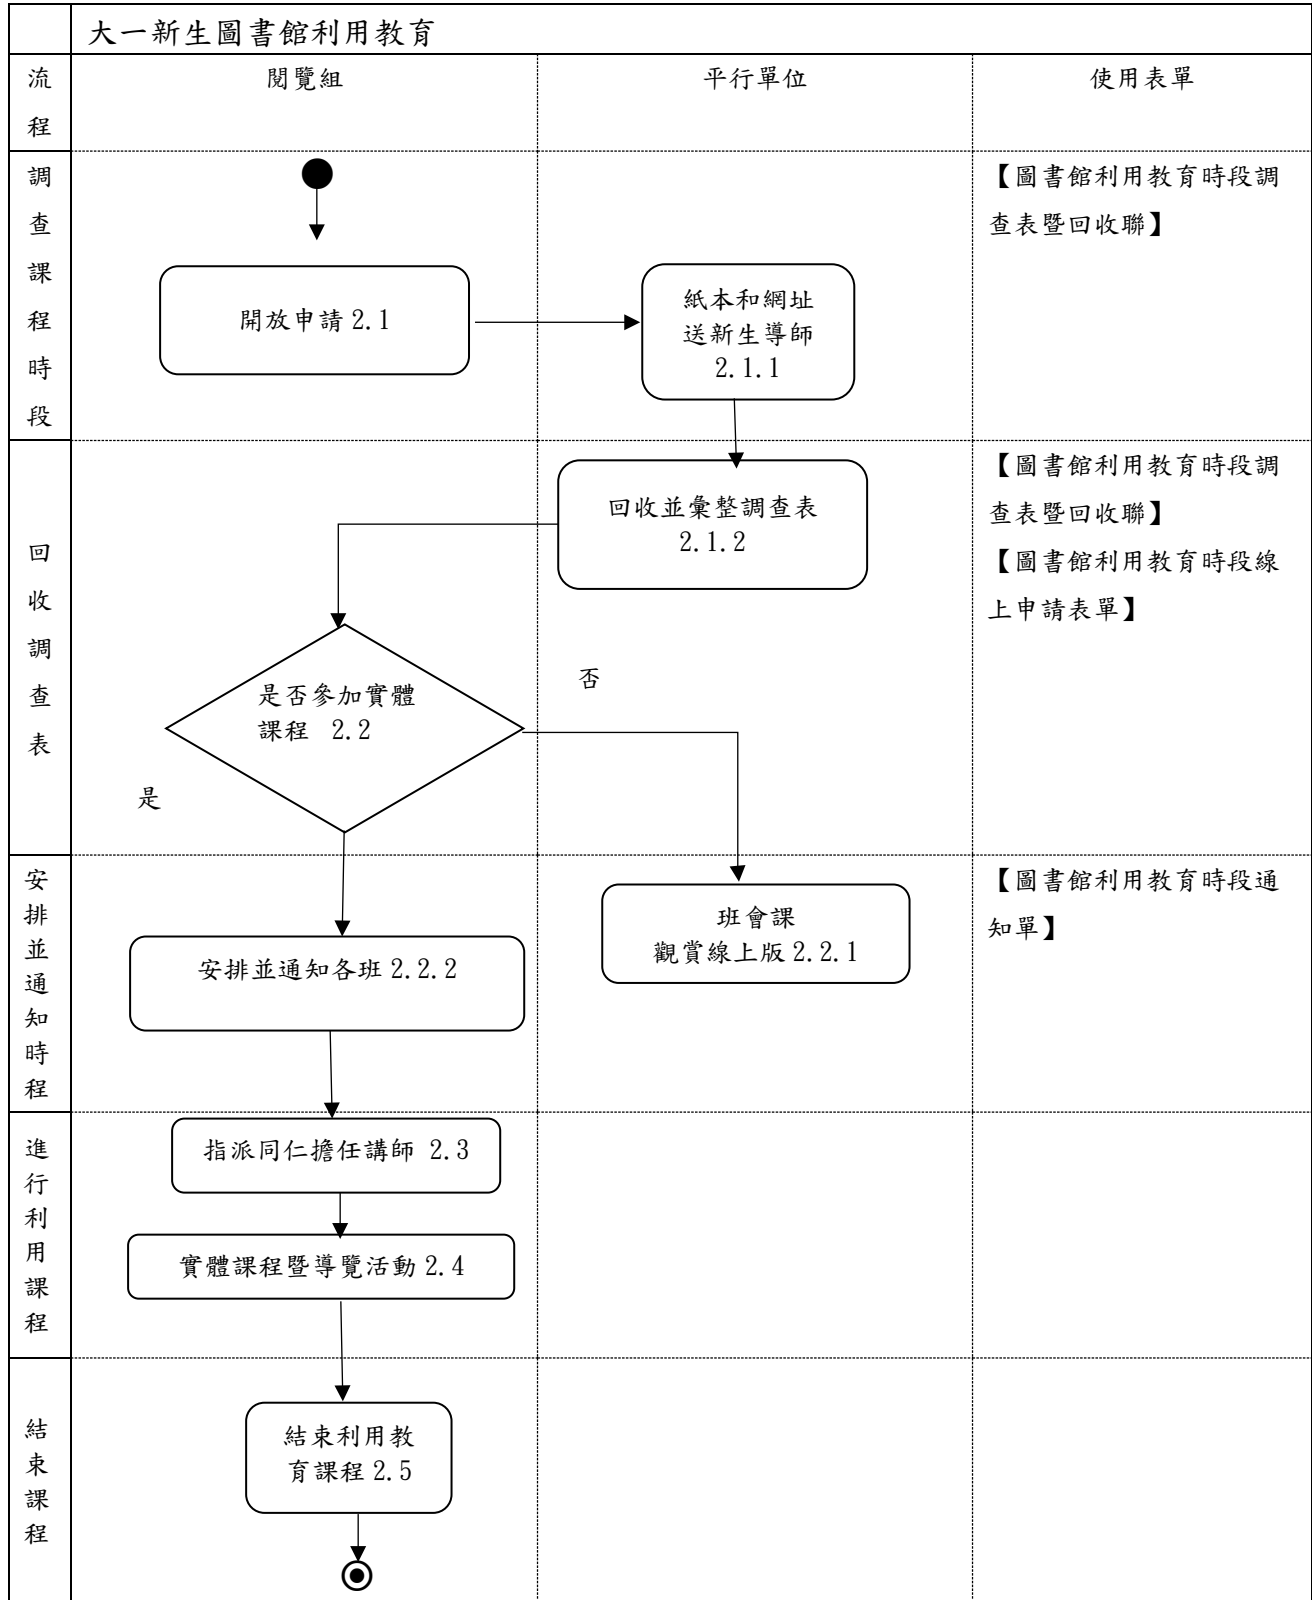 大一新生圖書館利用教育
流
程
閱覽組
平行單位
使用表單
調
查
課
程
時
段
開放申請 2.1
紙本和網址
送新生導師
2.1.1
【圖書館利用教育時段調
查表暨回收聯】
回
收
調
查
表
回收並彙整調查表
2.1.2
【圖書館利用教育時段調
查表暨回收聯】
【圖書館利用教育時段線
上申請表單】
是否參加實體
課程 2.2
否
是
安
排
並
通
知
時
程
安排並通知各班 2.2.2
班會課
觀賞線上版 2.2.1
【圖書館利用教育時段通
知單】
進
行
利
用
課
程
指派同仁擔任講師 2.3
實體課程暨導覽活動 2.4
結
束
課
程
結束利用教
育課程 2.5